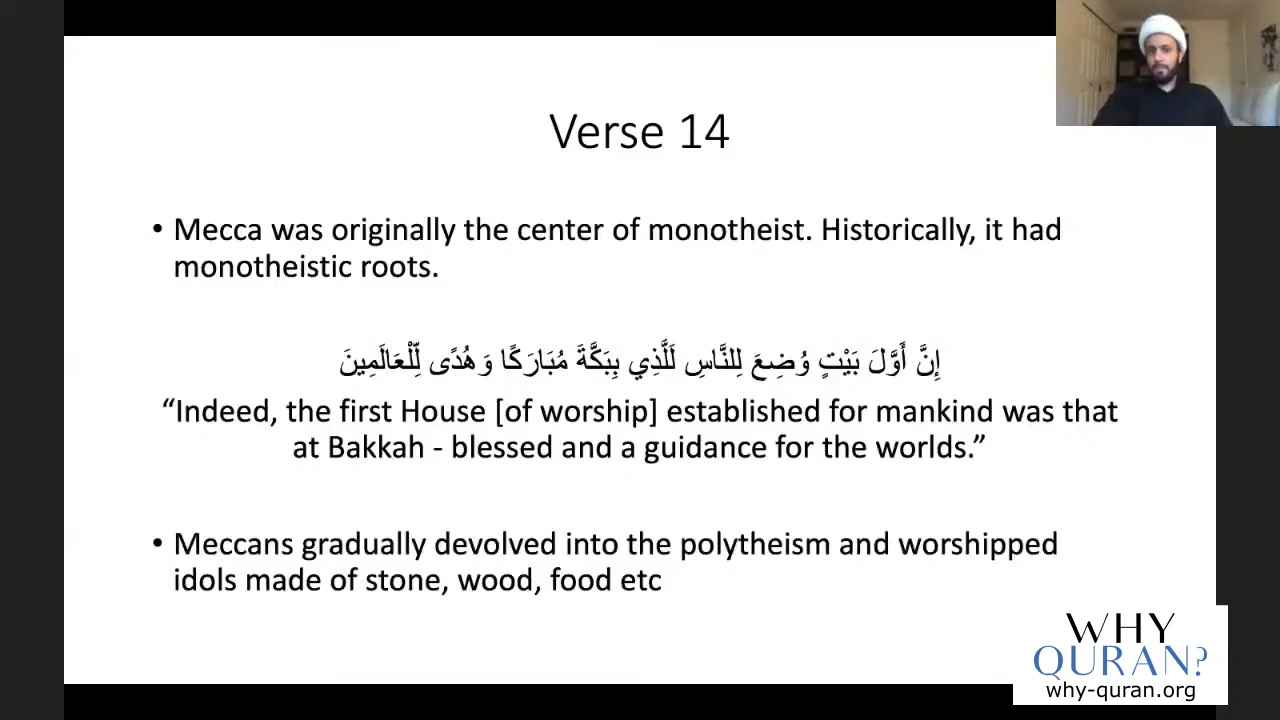 Verse 14
• Mecca was originally the center of monotheist. Historically, it had
monotheistic roots.
إِنَّ أَوَّلَ بَيْتٍ وُضِعَ لِلنَّاسِ لَلَّذِي بِبَكَّةَ مُبَارَكًا وَهُدًى لِّلْعَالَمِينَ
“Indeed, the first House [of worship] established for mankind was that
at Bakkah - blessed and a guidance for the worlds.”
• Meccans gradually devolved into the polytheism and worshipped
idols made of stone, wood, food etc
WHY
QURAN?
why-quran.org